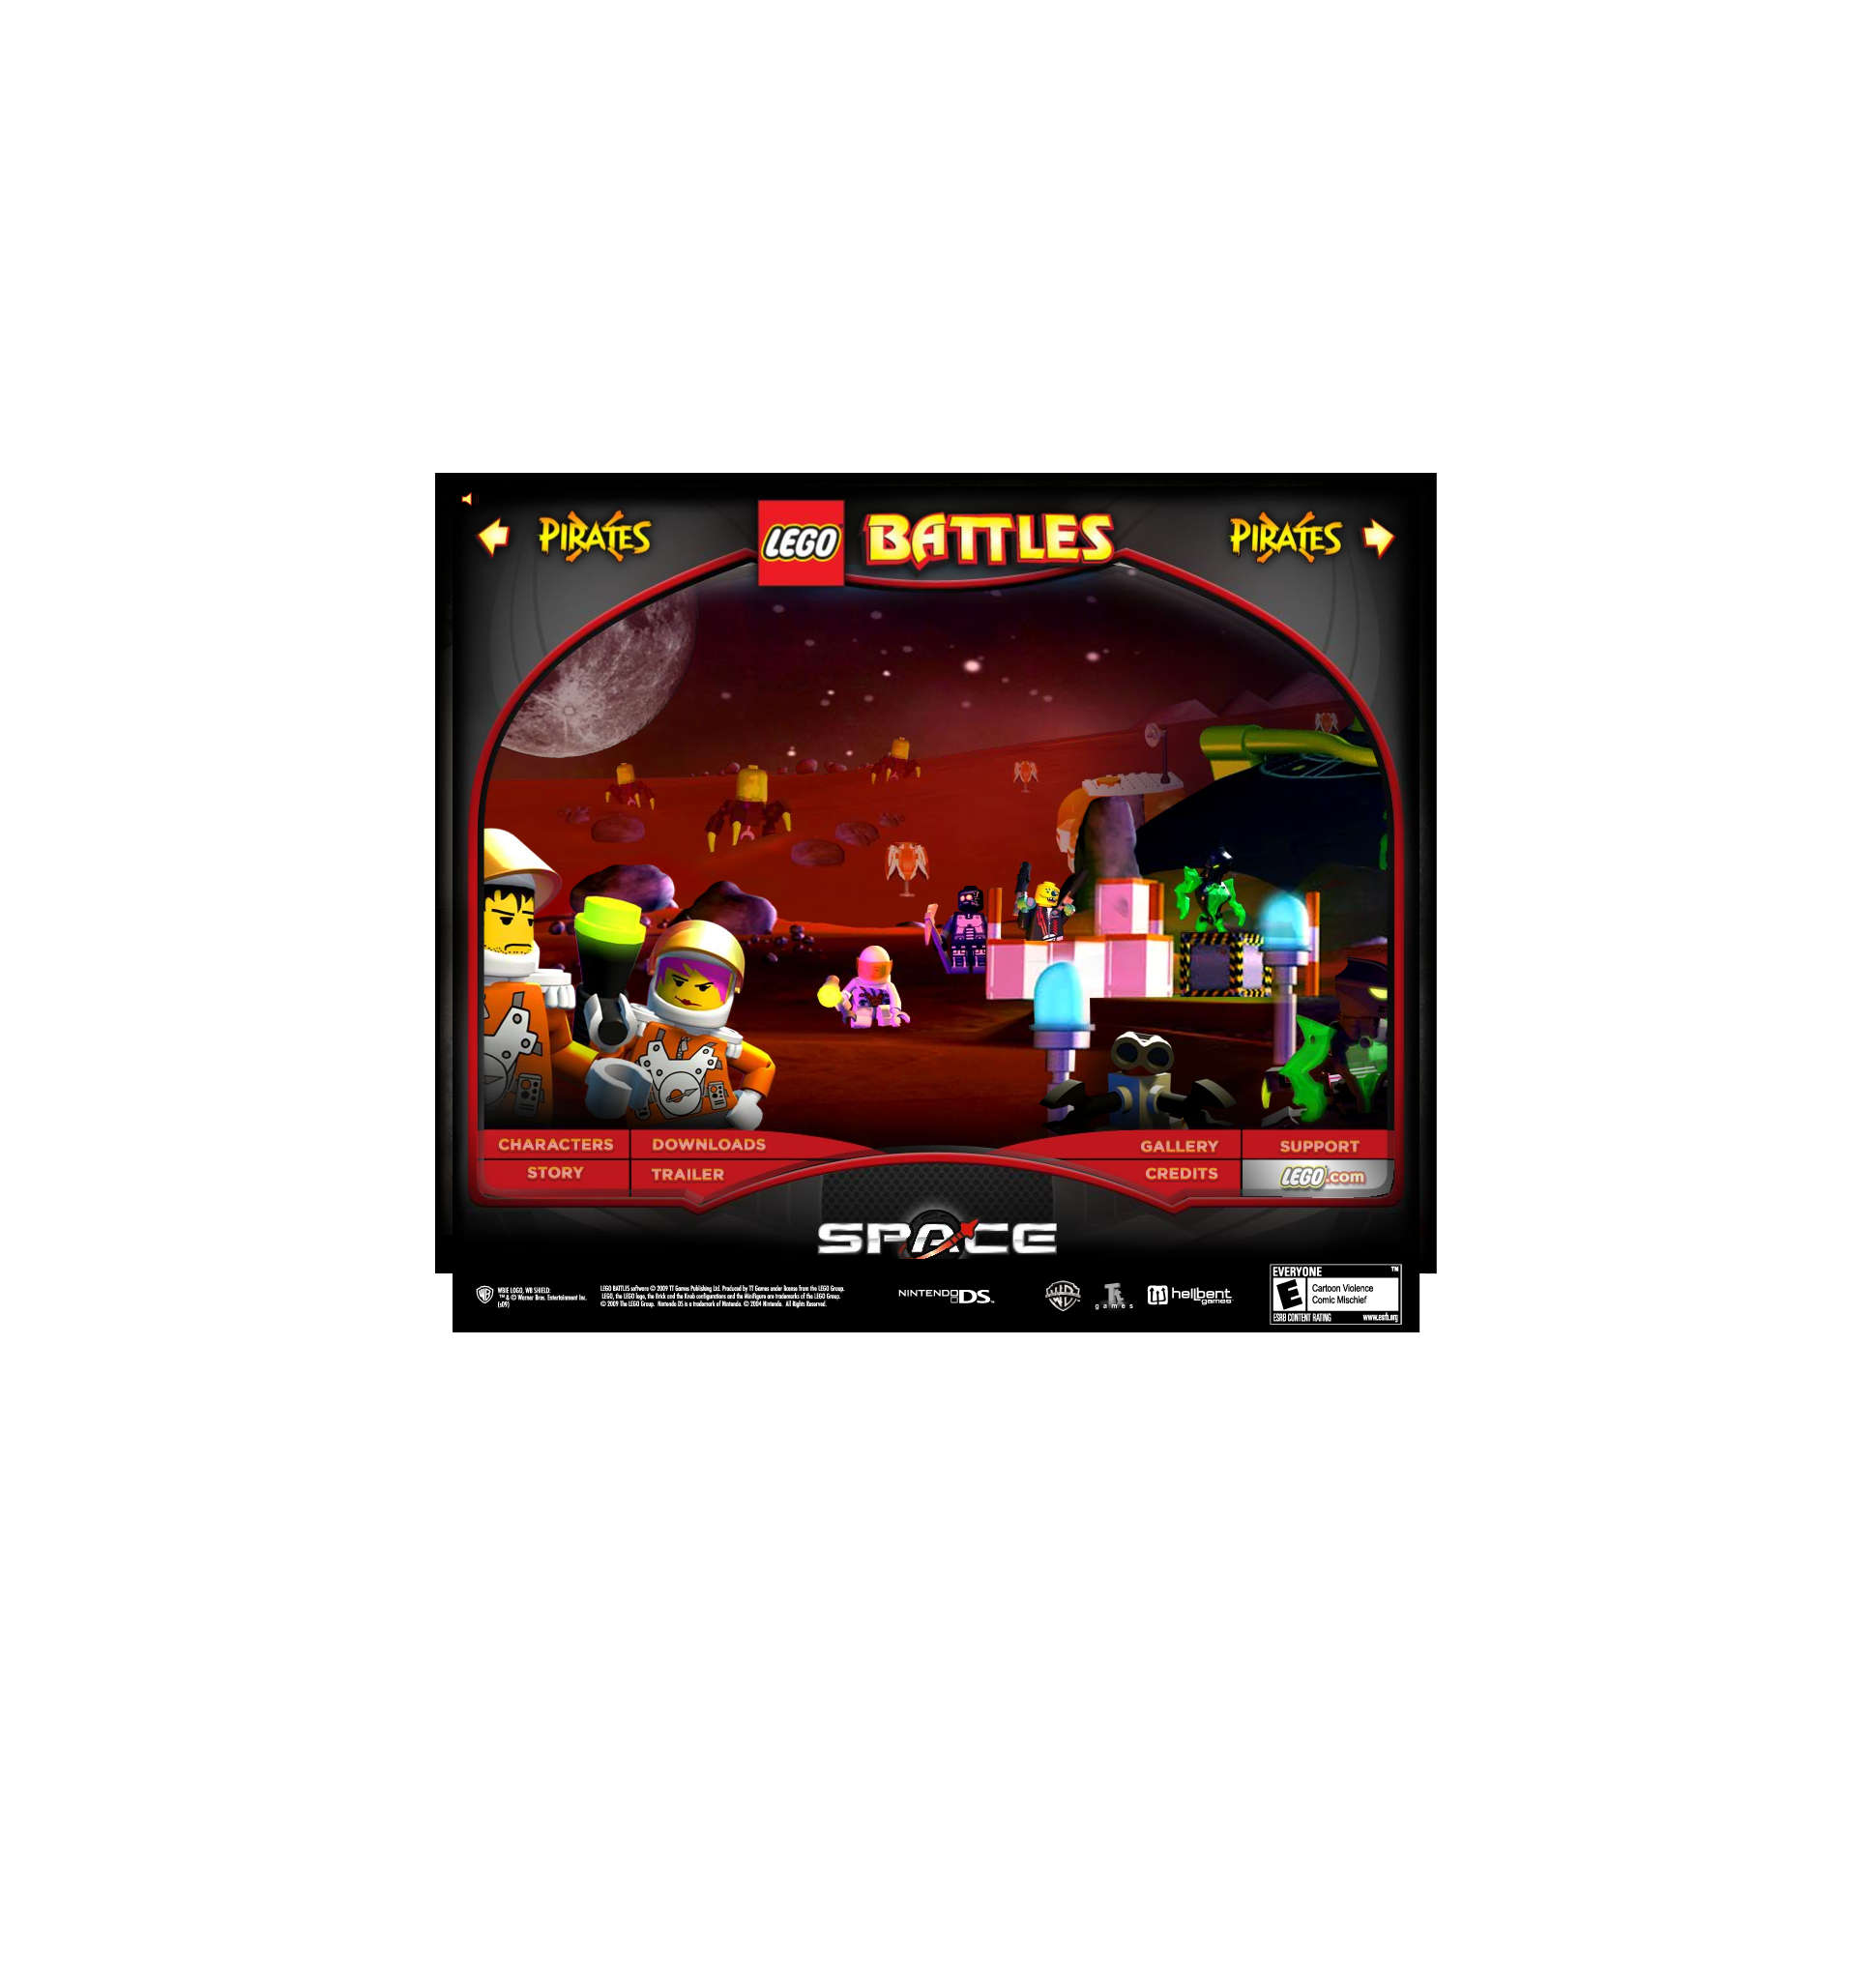 PIRATES
LEGO BATTLES
PIRATES
CHARACTERS
DOWNLOADS
GALLERY
SUPPORT
STORY
TRAILER
CREDITS
LEGO.com
SPACE
WBIE LOGO, WB SHIELD:
™ & © Warner Bros. Entertainment Inc.
(s09)
LEGO BATTLES software © 2009 TT Games Publishing Ltd. Produced by TT Games under license from the LEGO Group.
LEGO, the LEGO logo, the Brick and the Knob configurations and the Minifigure are trademarks of the LEGO Group.
© 2009 The LEGO Group. Nintendo DS is a trademark of Nintendo. © 2004 Nintendo. All Rights Reserved.
NINTENDO DS™
WB
games
TT
games
hellbent
games
EVERYONE ™
E
Cartoon Violence
Comic Mischief
ESRB CONTENT RATING www.esrb.org